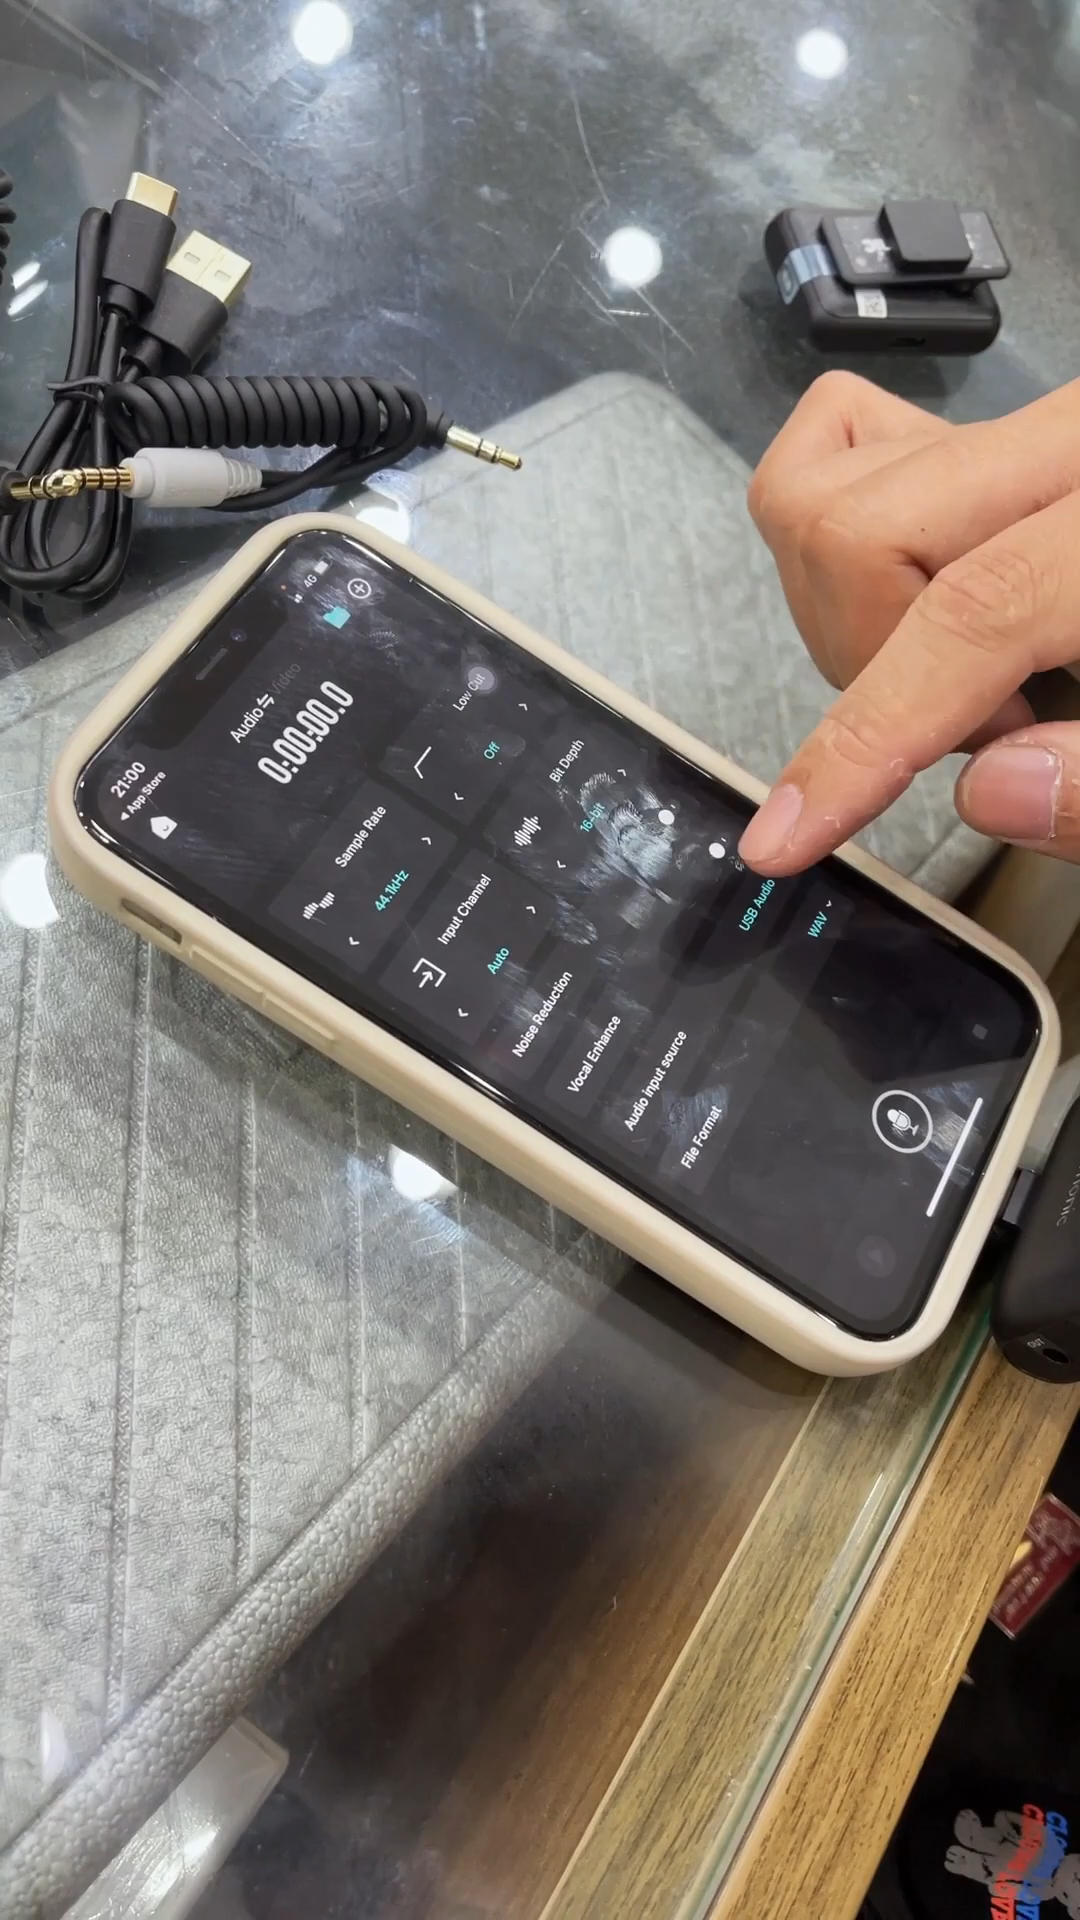 21:00
4G
App Store
Audio
Video
0:00:00.0
Sample Rate
44.1kHz
Low Cut
Off
Input Channel
Auto
Bit Depth
16-bit
Noise Reduction
Vocal Enhance
Audio input source
USB Audio
File Format
WAV
OUT